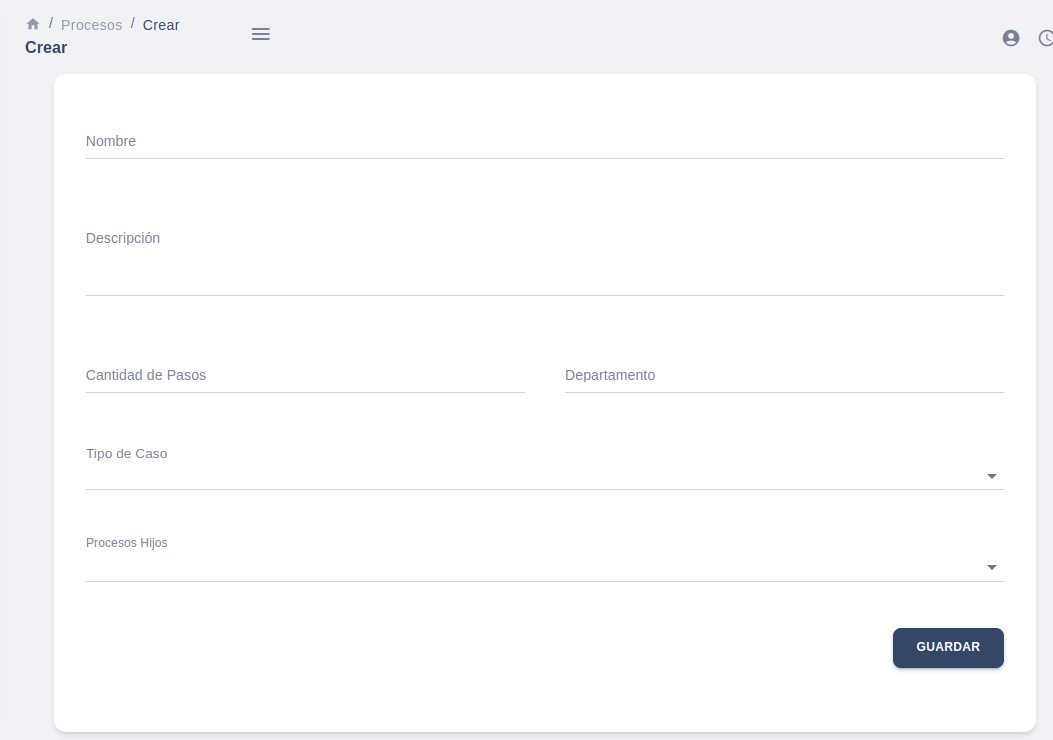 / Procesos / Crear
Crear
Nombre
Descripción
Cantidad de Pasos Departamento
Tipo de Caso
Procesos Hijos
GUARDAR